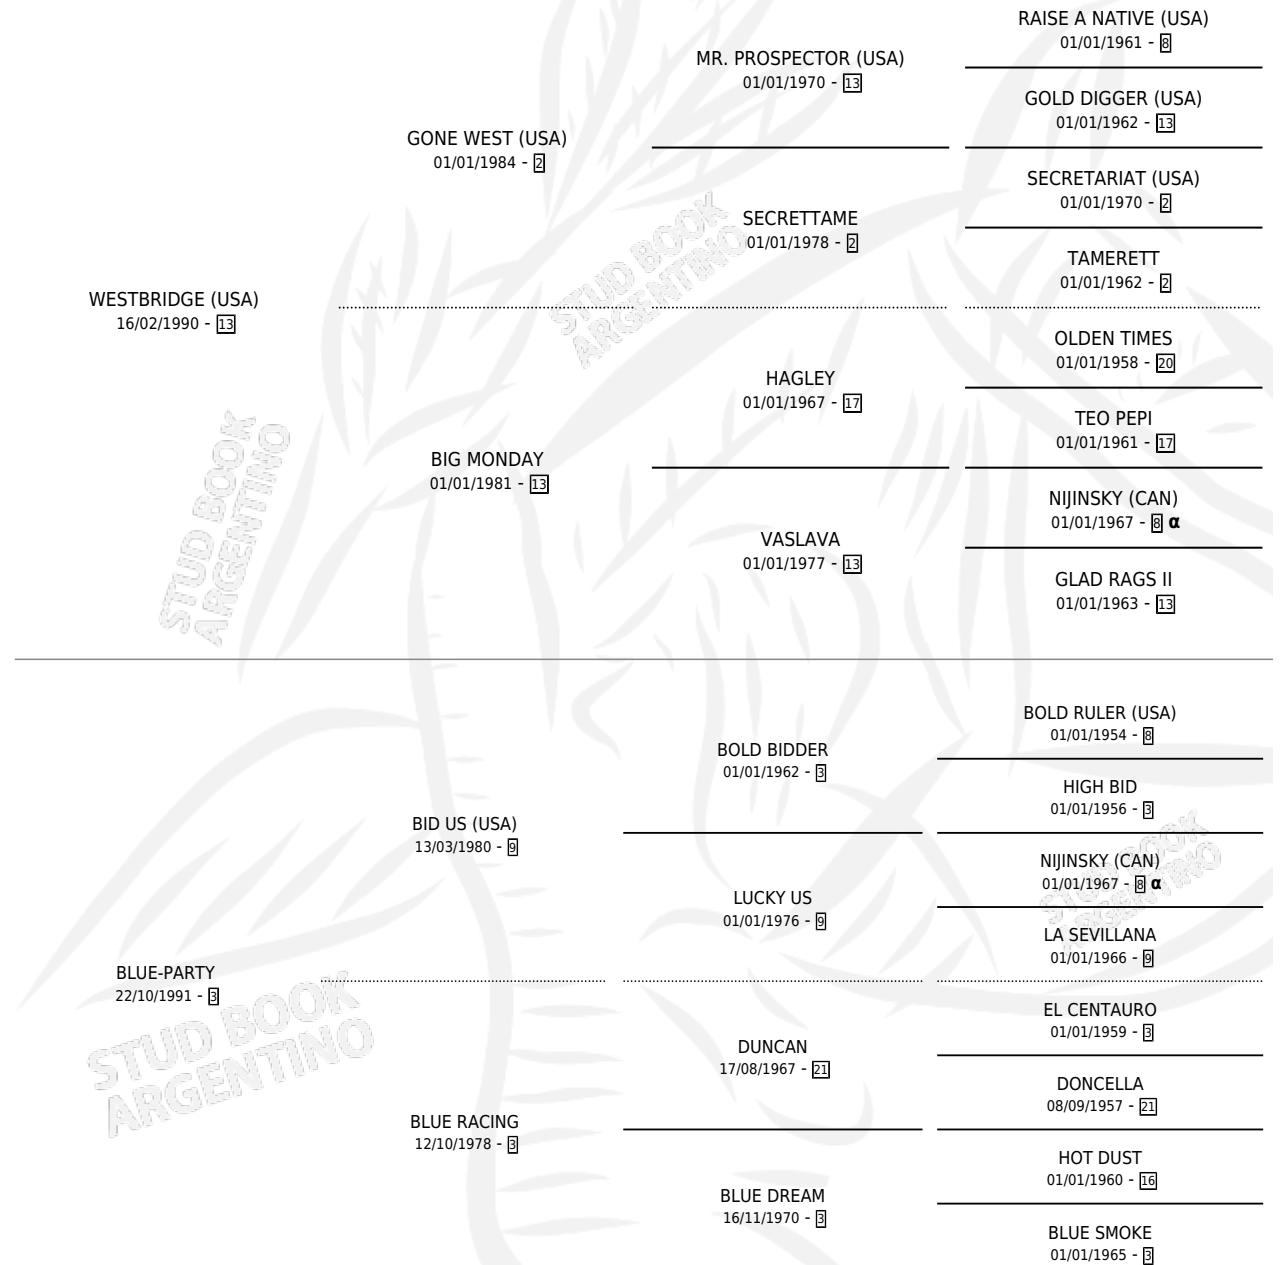 RAISE A NATIVE (USA)
01/01/1961 - 8
MR. PROSPECTOR (USA)
01/01/1970 - 13
GOLD DIGGER (USA)
01/01/1962 - 13
GONE WEST (USA)
01/01/1984 - 2
SECRETARIAT (USA)
01/01/1970 - 2
SECRETTAME
01/01/1978 - 2
TAMERETT
01/01/1962 - 2
WESTBRIDGE (USA)
16/02/1990 - 13
OLDEN TIMES
01/01/1958 - 20
HAGLEY
01/01/1967 - 17
TEO PEPI
01/01/1961 - 17
BIG MONDAY
01/01/1981 - 13
NIJINSKY (CAN)
01/01/1967 - 8 α
VASLAVA
01/01/1977 - 13
GLAD RAGS II
01/01/1963 - 13
BOLD RULER (USA)
01/01/1954 - 8
BOLD BIDDER
01/01/1962 - 3
HIGH BID
01/01/1956 - 3
BID US (USA)
13/03/1980 - 9
NIJINSKY (CAN)
01/01/1967 - 8 α
LUCKY US
01/01/1976 - 9
LA SEVILLANA
01/01/1966 - 9
BLUE-PARTY
22/10/1991 - 3
EL CENTAURO
01/01/1959 - 3
DUNCAN
17/08/1967 - 21
DONCELLA
08/09/1957 - 21
BLUE RACING
12/10/1978 - 3
HOT DUST
01/01/1960 - 16
BLUE DREAM
16/11/1970 - 3
BLUE SMOKE
01/01/1965 - 3
STUD BOOK
ARGENTINO
STUD BOOK
ARGENTINO
STUD BOOK
ARGENTINO
STUD BOOK
ARGENTINO